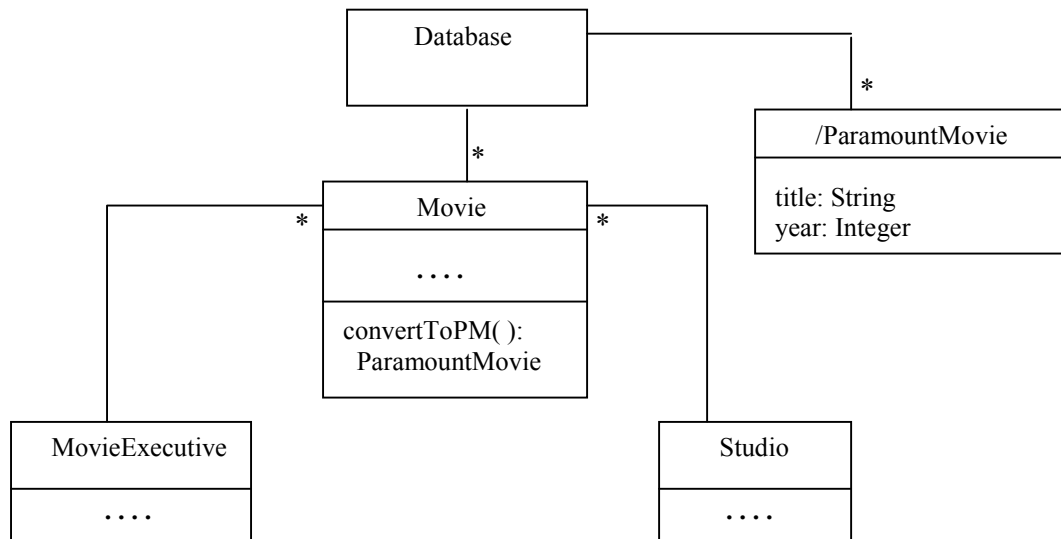 Database
*
/ParamountMovie
title: String
year: Integer
*
Movie
*
*
....
convertToPM( ):
ParamountMovie
MovieExecutive
....
Studio
....